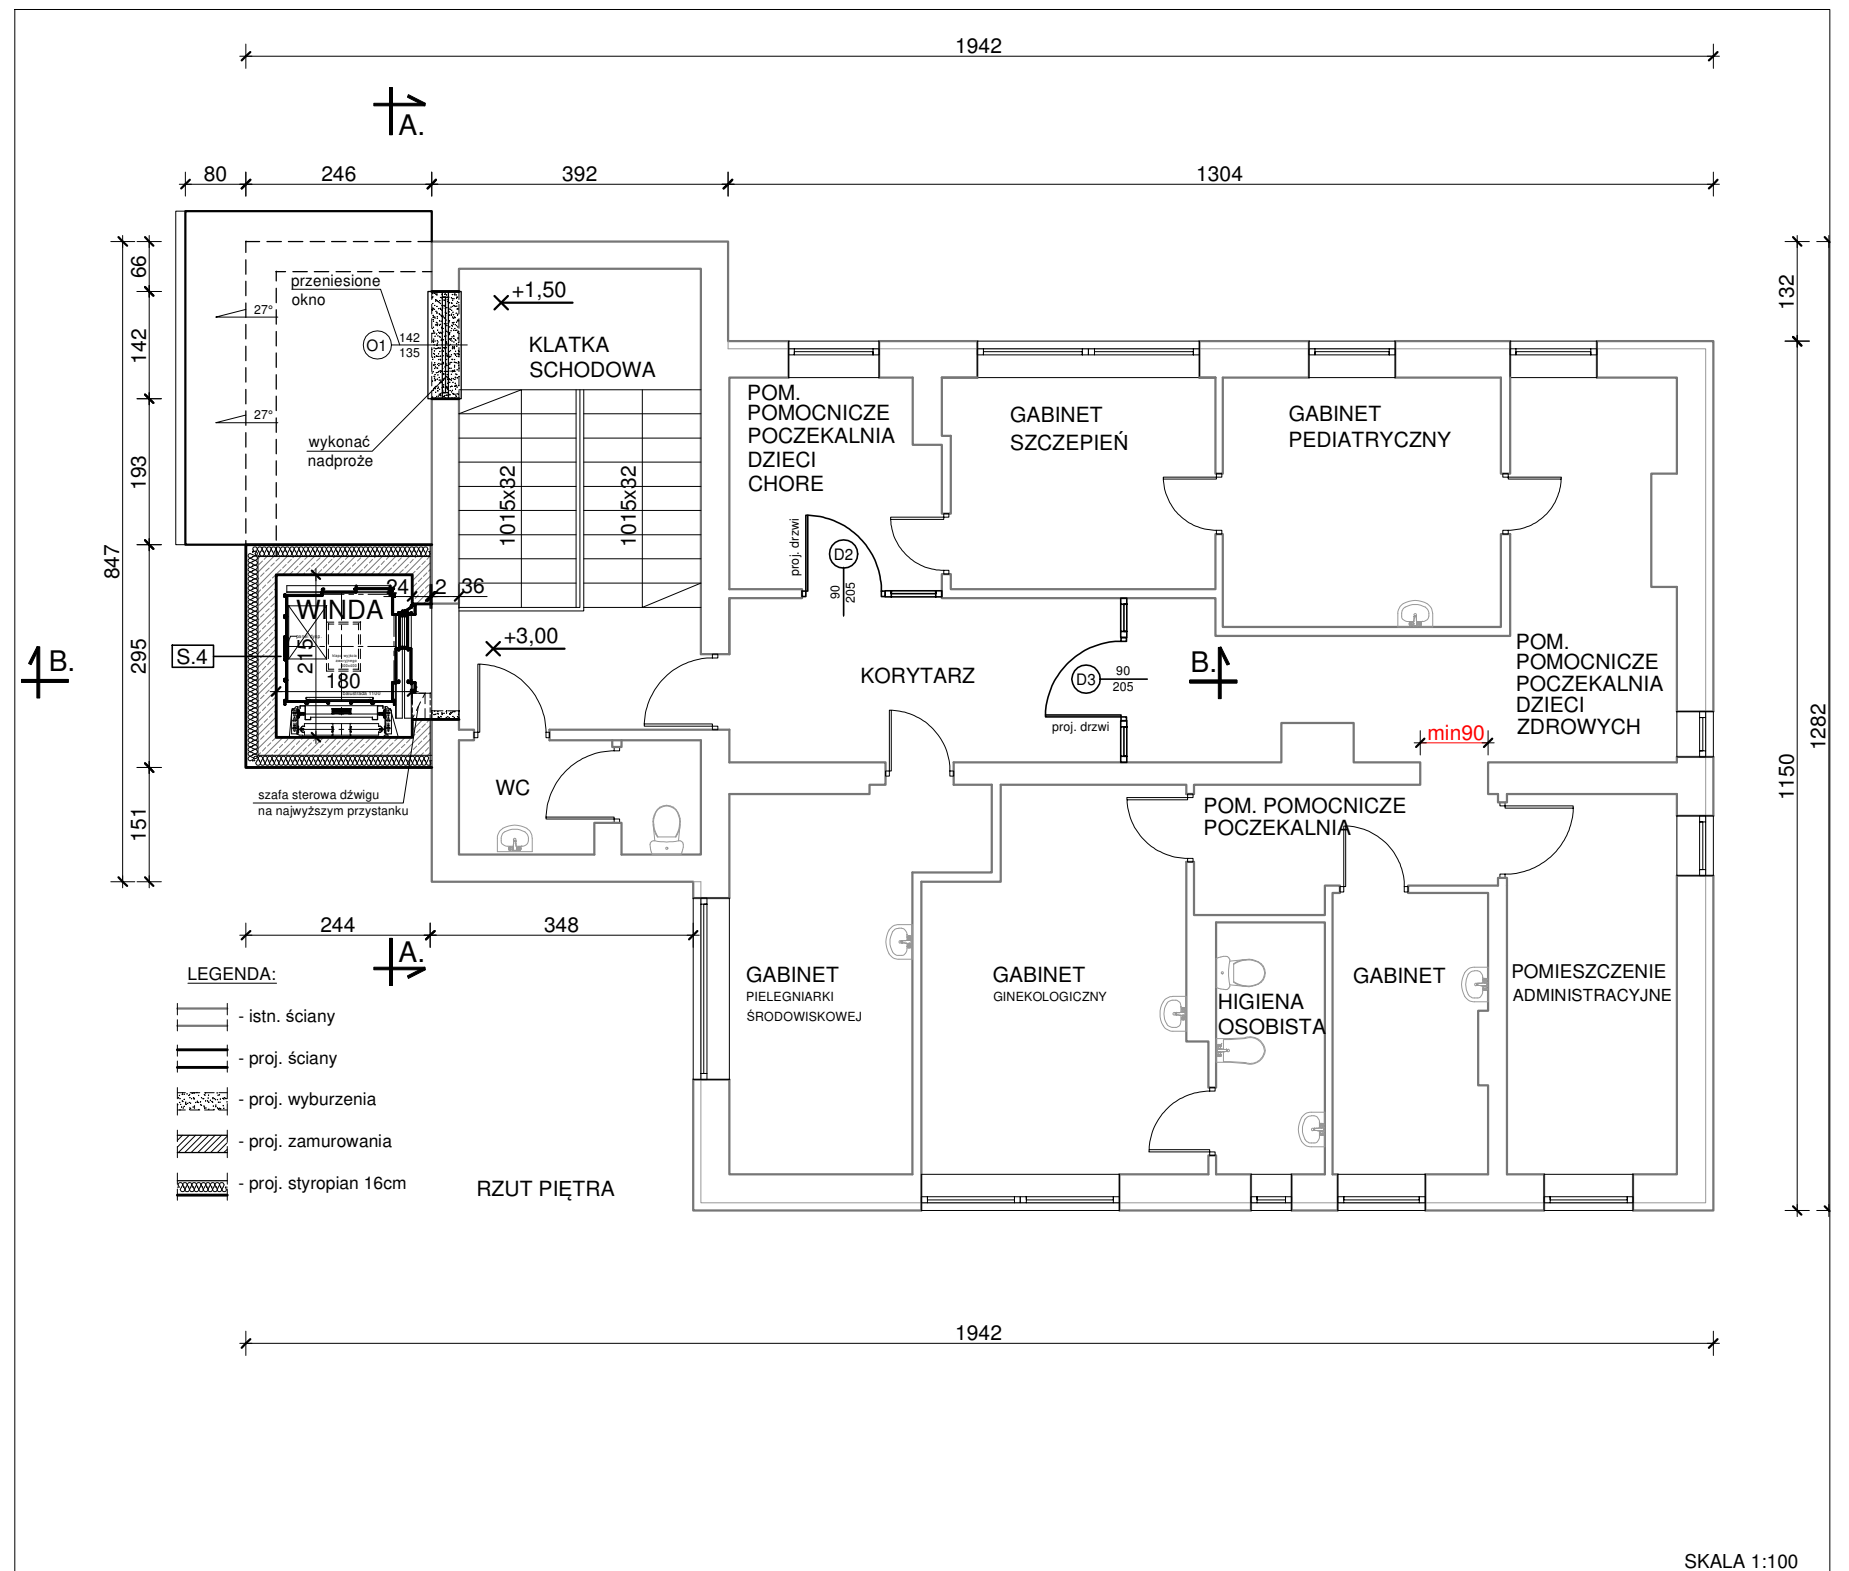 1942
A.
80
246
392
1304
66
142
193
295
151
847
przeniesione
okno
27°
O1
142
135
27°
wykonać
nadproże
+1,50
KLATKA
SCHODOWA
1015x32
1015x32
132
1150
1282
POM.
POMOCNICZE
POCZEKALNIA
DZIECI
CHORE
GABINET
SZCZEPIEŃ
GABINET
PEDIATRYCZNY
proj. drzwi
D2
90
205
24
2
36
WINDA
215
180
S.4
B.
+3,00
KORYTARZ
D3
90
205
proj. drzwi
B.
POM.
POMOCNICZE
POCZEKALNIA
DZIECI
ZDROWYCH
min90
szafa sterowa dźwigu
na najwyższym przystanku
WC
POM. POMOCNICZE
POCZEKALNIA
244
348
A.
GABINET
PIELEGNIARKI
ŚRODOWISKOWEJ
GABINET
GINEKOLOGICZNY
HIGIENA
OSOBISTA
GABINET
POMIESZCZENIE
ADMINISTRACYJNE
LEGENDA:
- istn. ściany
- proj. ściany
- proj. wyburzenia
- proj. zamurowania
- proj. styropian 16cm
RZUT PIĘTRA
1942
SKALA 1:100